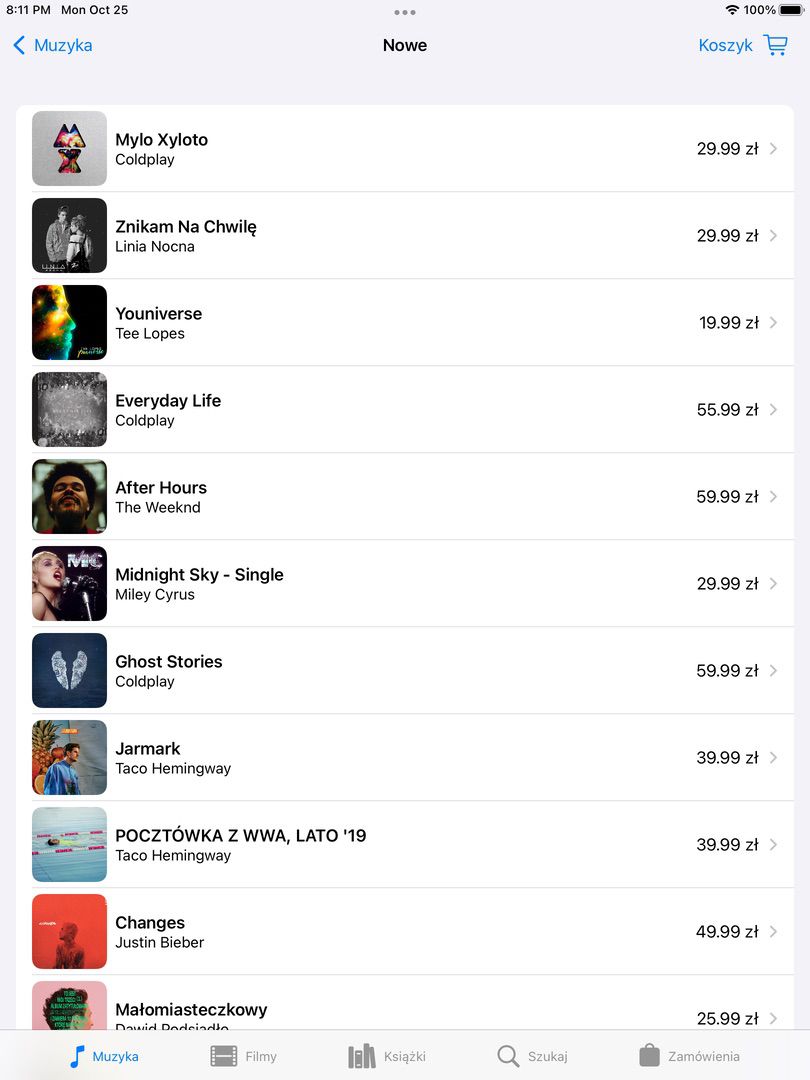 8:11 PM Mon Oct 25
100%
Muzyka
Nowe
Koszyk
Mylo Xyloto
Coldplay
29.99 zł
Znikam Na Chwilę
Linia Nocna
29.99 zł
Youniverse
Tee Lopes
19.99 zł
Everyday Life
Coldplay
55.99 zł
After Hours
The Weeknd
59.99 zł
Midnight Sky - Single
Miley Cyrus
29.99 zł
Ghost Stories
Coldplay
59.99 zł
Jarmark
Taco Hemingway
39.99 zł
POCZTÓWKA Z WWA, LATO '19
Taco Hemingway
39.99 zł
Changes
Justin Bieber
49.99 zł
Małomiasteczkowy
Dawid Podsiadło
25.99 zł
Muzyka
Filmy
Książki
Szukaj
Zamówienia